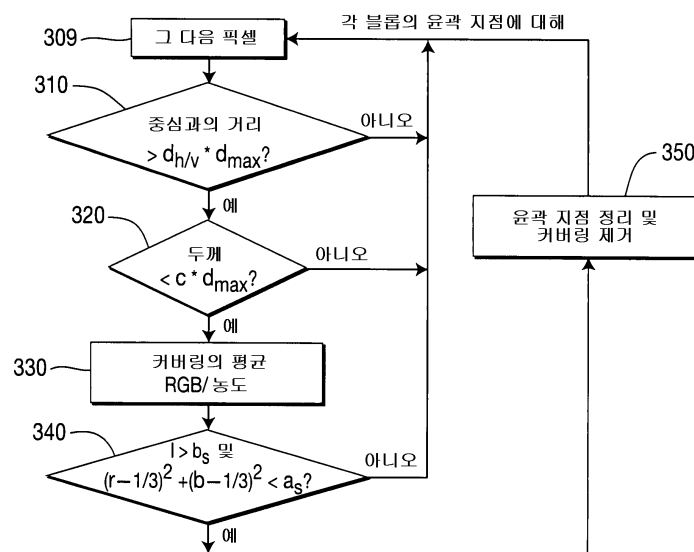 각 블롭의 윤곽 지점에 대해
309
그 다음 픽셀
310
중심과의 거리
> d_h/v * d_max?
아니오
예
350
윤곽 지점 정리 및
커버링 제거
320
두께
< c * d_max?
아니오
예
330
커버링의 평균
RGB/농도
340
I > b_s 및
(r−1/3)² +(b−1/3)² < a_s?
아니오
예